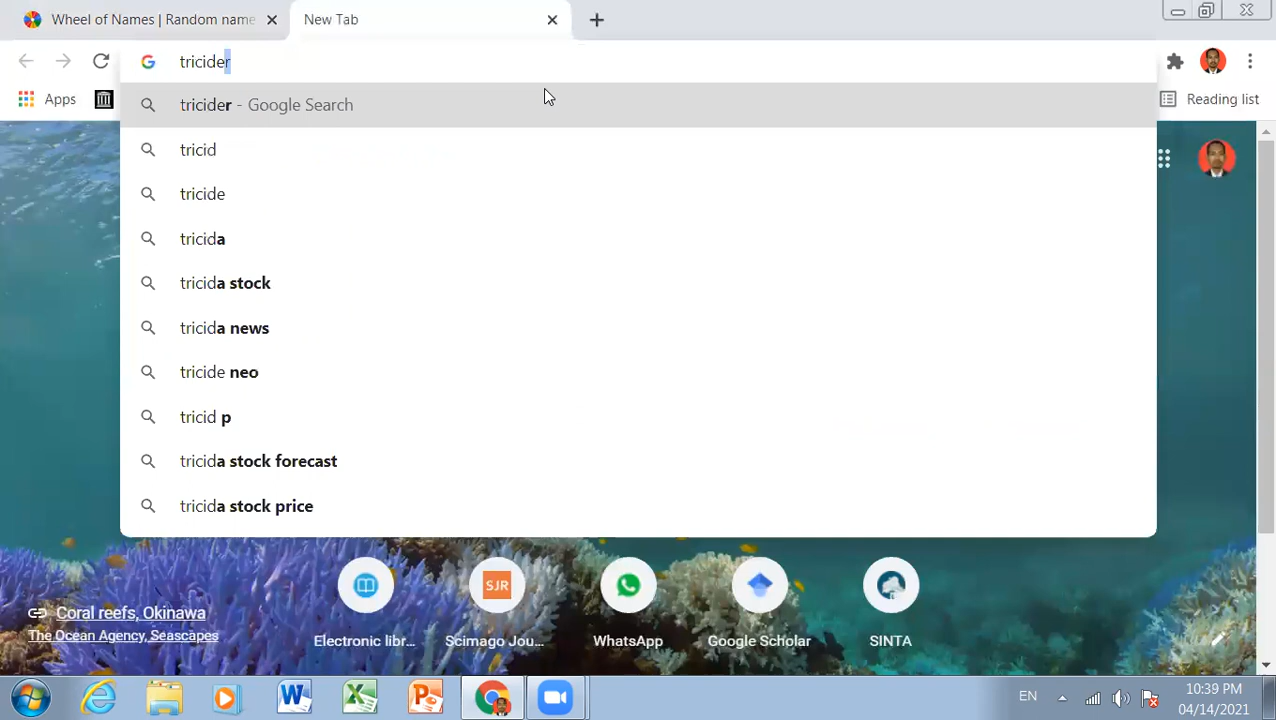 Wheel of Names | Random name
New Tab
tricider
Apps
Reading list
tricider - Google Search
tricid
tricide
tricida
tricida stock
tricida news
tricide neo
tricid p
tricida stock forecast
tricida stock price
Coral reefs, Okinawa
The Ocean Agency, Seascapes
SJR
Electronic libr...
Scimago Jou...
WhatsApp
Google Scholar
SINTA
EN
10:39 PM
04/14/2021